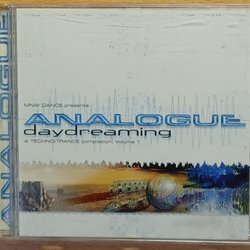 MNW DANCE presents
ANALOGUE
daydreaming
A TECHNO/TRANCE compilation, Volume 1
ANALOGUE